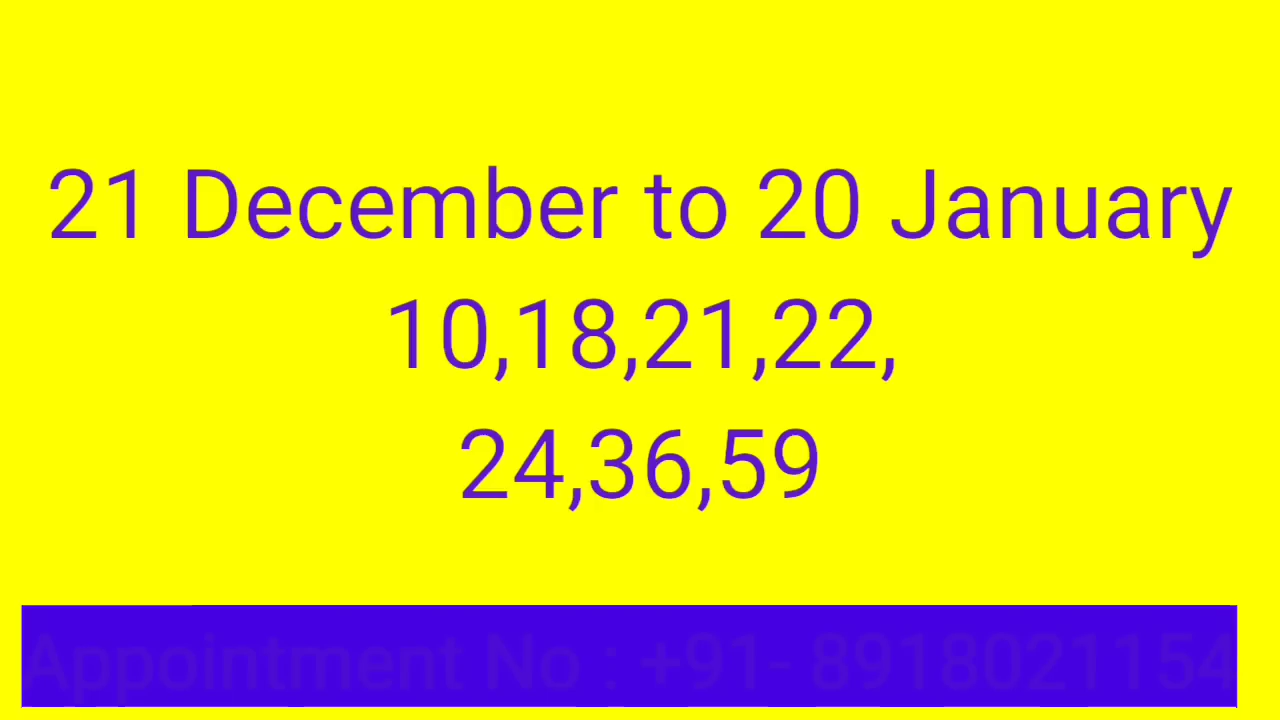 21 December to 20 January
10,18,21,22,
24,36,59
Appointment No : +91- 8918021154